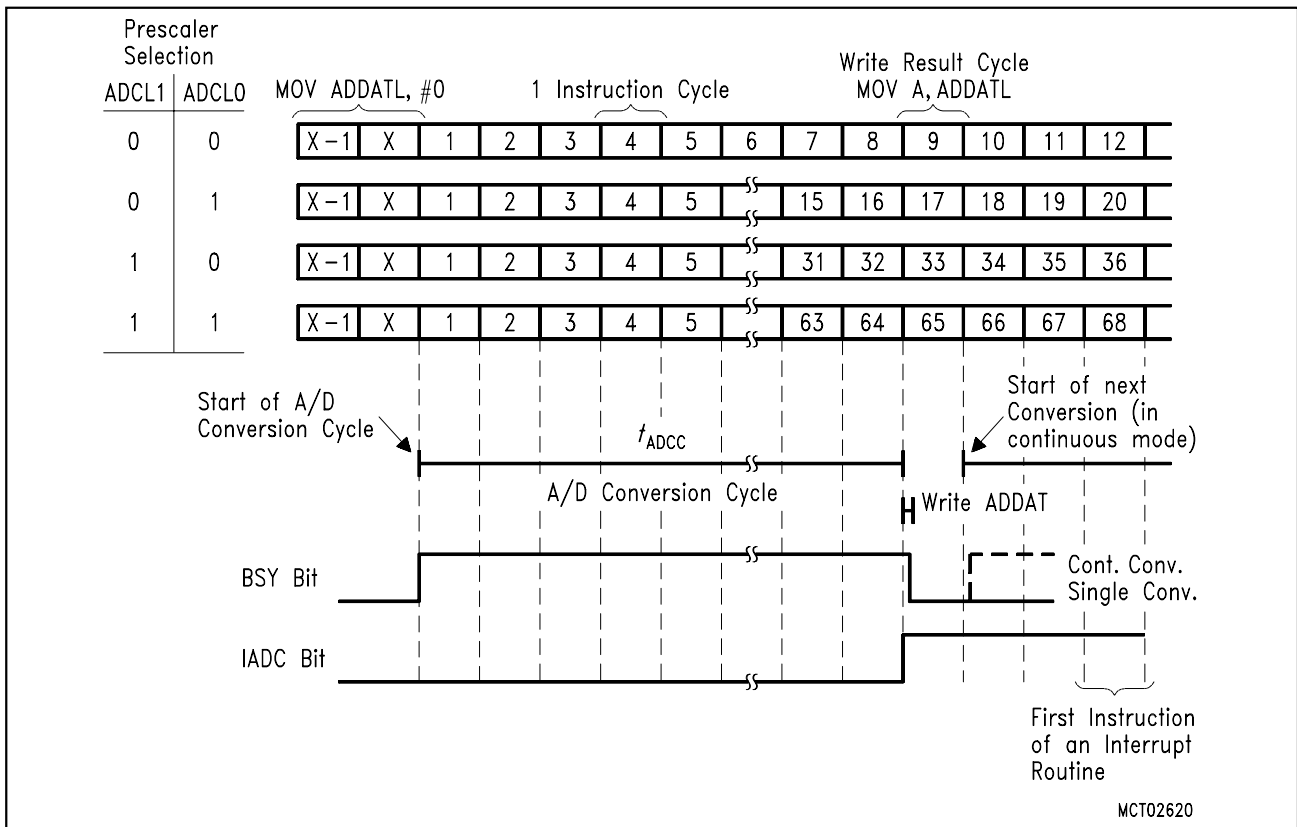 Prescaler
Selection
ADCL1 ADCL0
MOV ADDATL, #0
1 Instruction Cycle
Write Result Cycle
MOV A, ADDATL
0 0 X-1 X 1 2 3 4 5 6 7 8 9 10 11 12
0 1 X-1 X 1 2 3 4 5 15 16 17 18 19 20
1 0 X-1 X 1 2 3 4 5 31 32 33 34 35 36
1 1 X-1 X 1 2 3 4 5 63 64 65 66 67 68
Start of A/D
Conversion Cycle
tADCC
Start of next
Conversion (in
continuous mode)
A/D Conversion Cycle
Write ADDAT
BSY Bit
Cont. Conv.
Single Conv.
IADC Bit
First Instruction
of an Interrupt
Routine
MCT02620